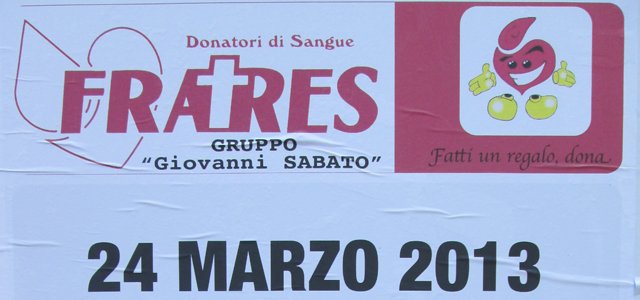 Donatori di Sangue
FRATRES
GRUPPO
"Giovanni SABATO"
Fatti un regalo, dona
24 MARZO 2013